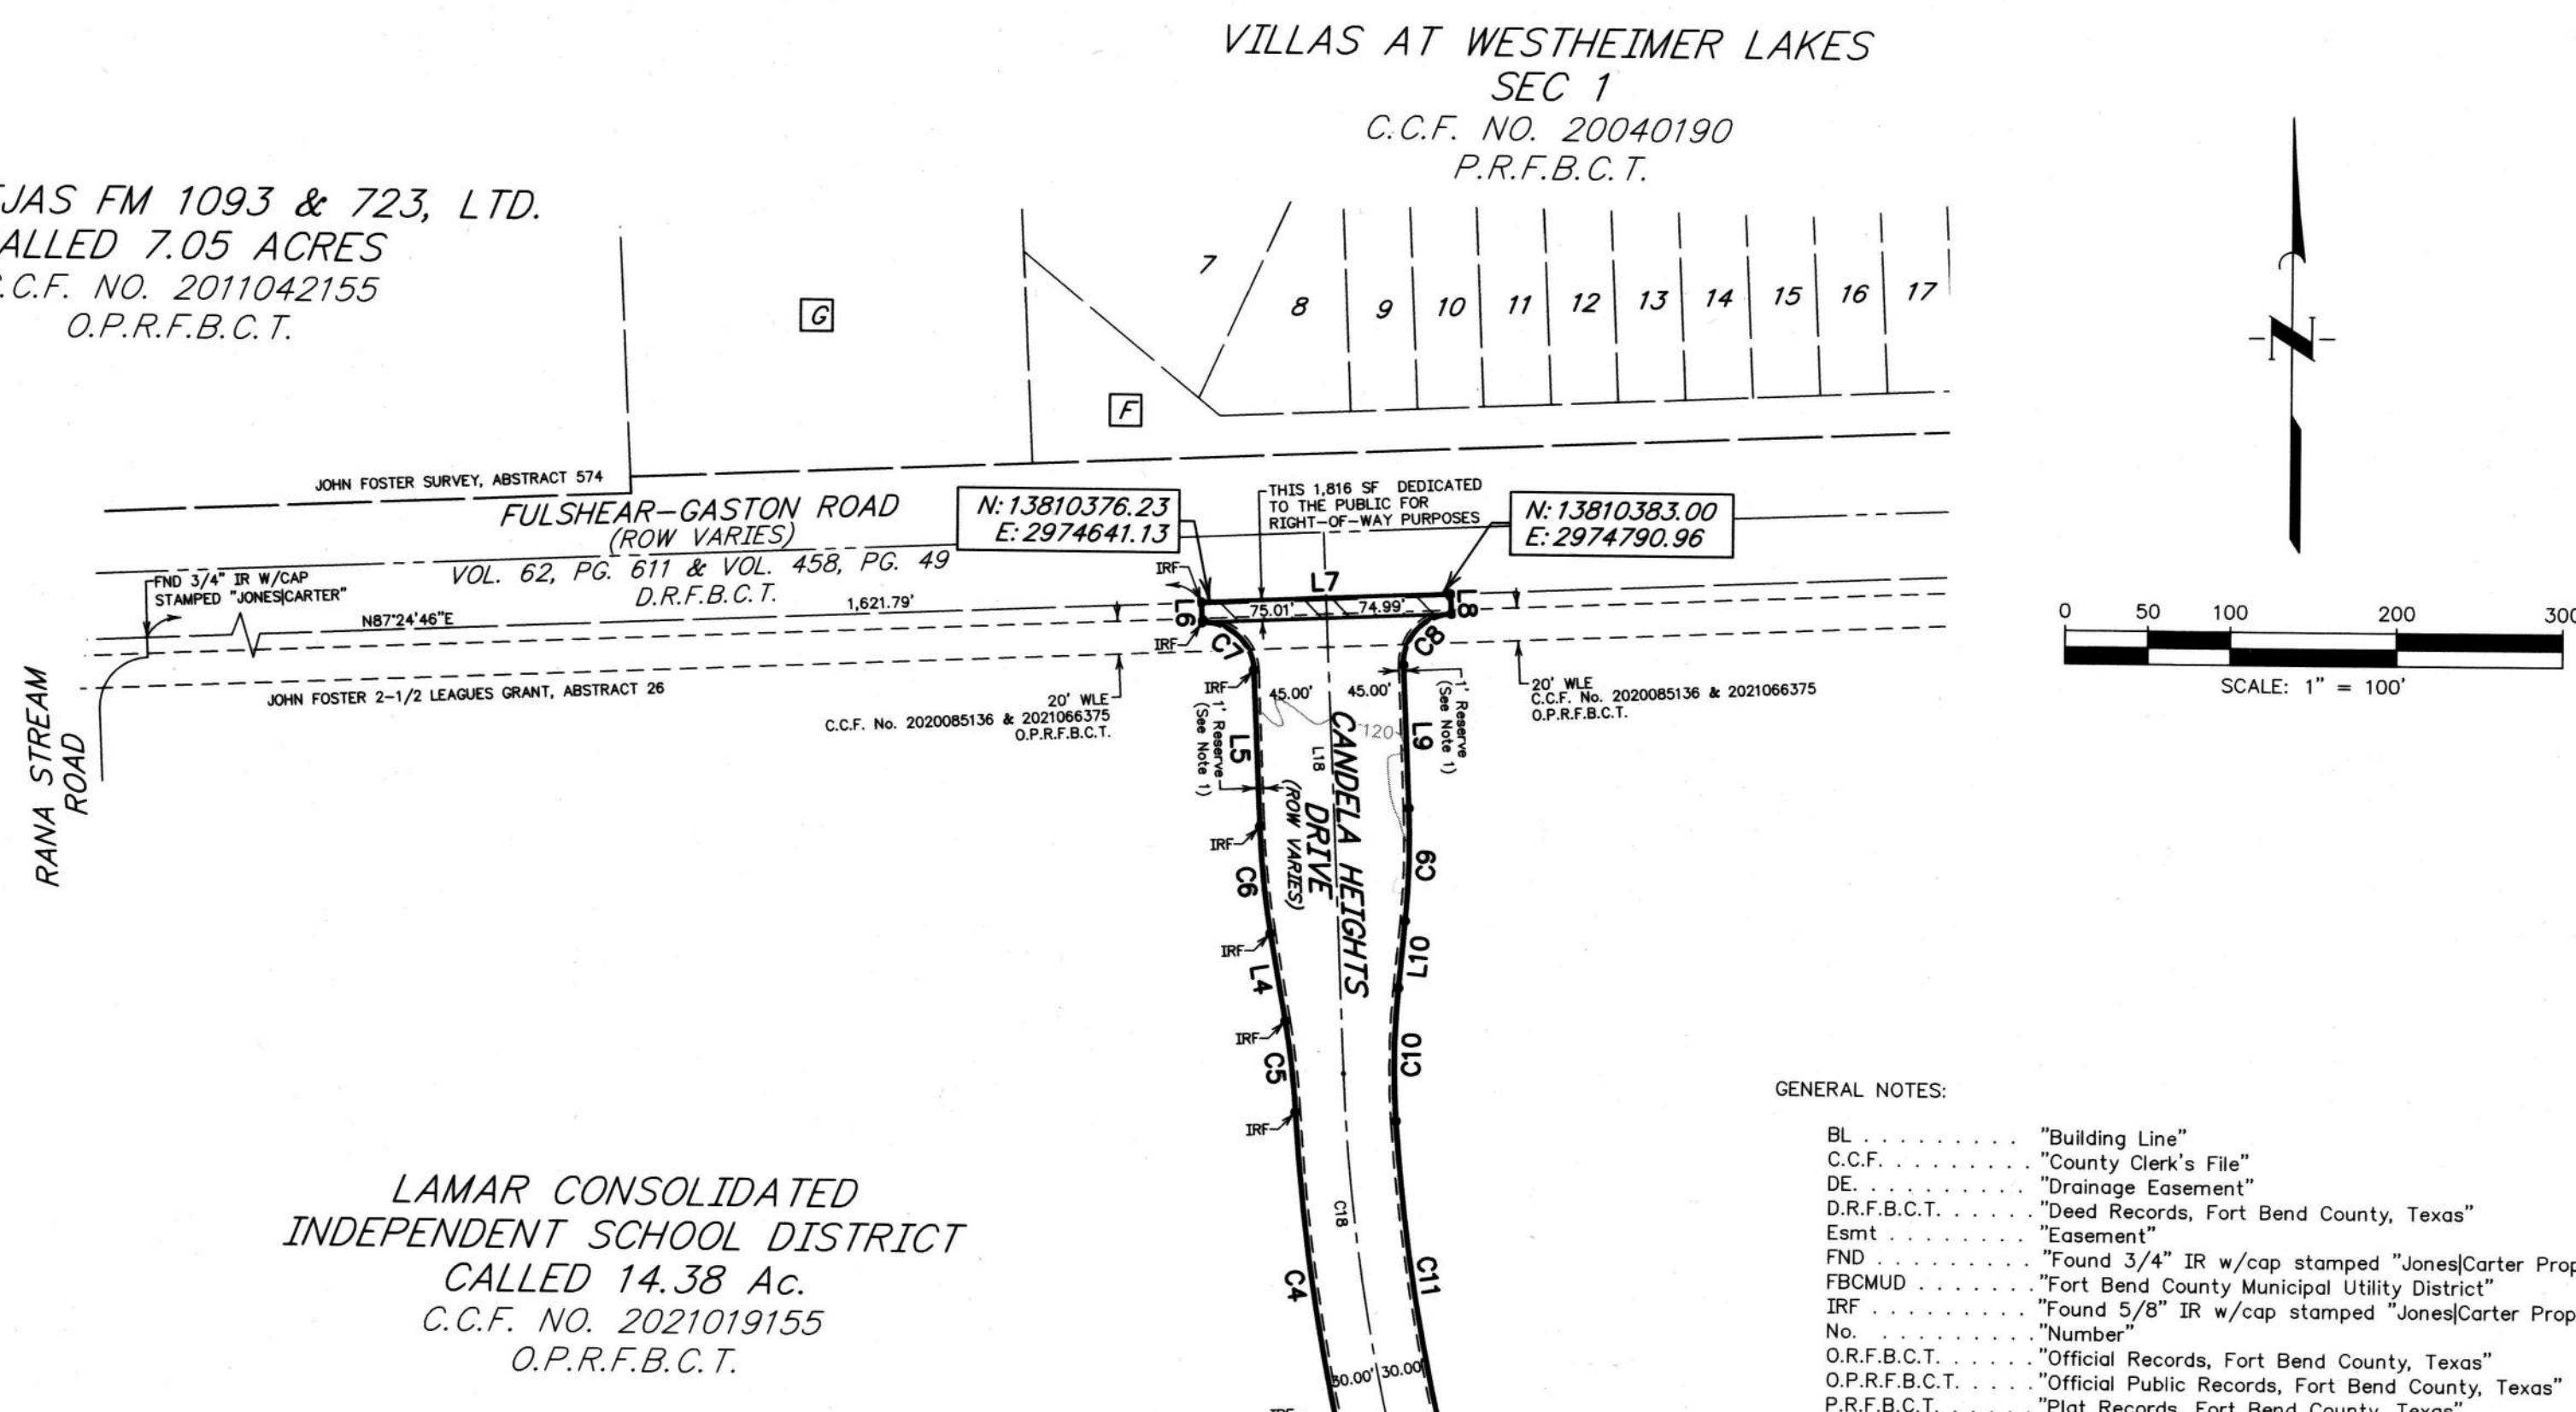 VILLAS AT WESTHEIMER LAKES
SEC 1
C.C.F. NO. 20040190
P.R.F.B.C.T.
FM 1093 & 723, LTD.
7.05 ACRES
NO. 2011042155
O.P.R.F.B.C.T.
G
F
7
8
9
10
11
12
13
14
15
16
17
N
JOHN FOSTER SURVEY, ABSTRACT 574
FULSHEAR-GASTON ROAD
(ROW VARIES)
VOL. 62, PG. 611 & VOL. 458, PG. 49
D.R.F.B.C.T.
N:13810376.23
E:2974641.13
THIS 1,816 SF DEDICATED
TO THE PUBLIC FOR
RIGHT-OF-WAY PURPOSES
N:13810383.00
E:2974790.96
FND 3/4" IR W/CAP
STAMPED "JONES|CARTER"
N87°24'46"E
1,621.79'
IRF
L6
IRF
L7
75.01'
74.99'
L8
C7
C8
JOHN FOSTER 2-1/2 LEAGUES GRANT, ABSTRACT 26
RANA STREAM
ROAD
20' WLE
C.C.F. No. 2020085136 & 2021066375
O.P.R.F.B.C.T.
IRF
45.00'
45.00'
20' WLE
C.C.F. No. 2020085136 & 2021066375
O.P.R.F.B.C.T.
1' Reserve
(See Note 1)
1' Reserve
(See Note 1)
L5
L18
120
L9
CANDELA HEIGHTS
DRIVE
(ROW VARIES)
IRF
C6
C9
IRF
L4
L10
IRF
C5
C10
IRF
C18
C4
C11
30.00'
30.00'
0
50
100
200
300
SCALE: 1" = 100'
LAMAR CONSOLIDATED
INDEPENDENT SCHOOL DISTRICT
CALLED 14.38 Ac.
C.C.F. NO. 2021019155
O.P.R.F.B.C.T.
GENERAL NOTES:
BL . . . . . . . . . "Building Line"
C.C.F. . . . . . . . . . "County Clerk's File"
DE. . . . . . . . . . "Drainage Easement"
D.R.F.B.C.T. . . . . . . "Deed Records, Fort Bend County, Texas"
Esmt . . . . . . . . "Easement"
FND . . . . . . . . . "Found 3/4" IR w/cap stamped "Jones|Carter
FBCMUD . . . . . . . "Fort Bend County Municipal Utility District"
IRF . . . . . . . . . "Found 5/8" IR w/cap stamped "Jones|Carter
No. . . . . . . . . . "Number"
O.R.F.B.C.T. . . . . . . "Official Records, Fort Bend County, Texas"
O.P.R.F.B.C.T. . . . . . "Official Public Records, Fort Bend County, Texas"
P.R.F.B.C.T. . . . . . . "Plat Records, Fort Bend County, Texas"